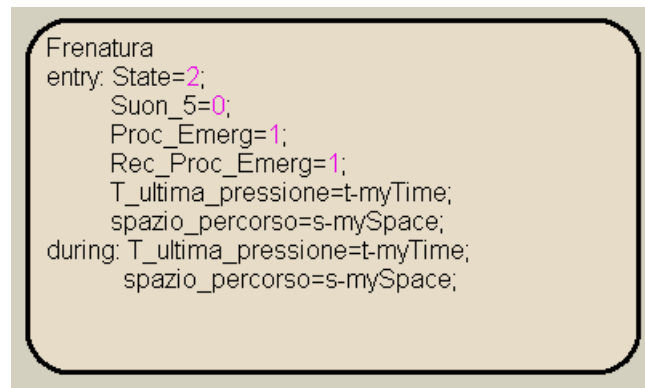 Frenatura
entry: State=2;
Suon_5=0;
Proc_Emerg=1;
Rec_Proc_Emerg=1;
T_ultima_pressione=t-myTime;
spazio_percorso=s-mySpace;
during: T_ultima_pressione=t-myTime;
spazio_percorso=s-mySpace;